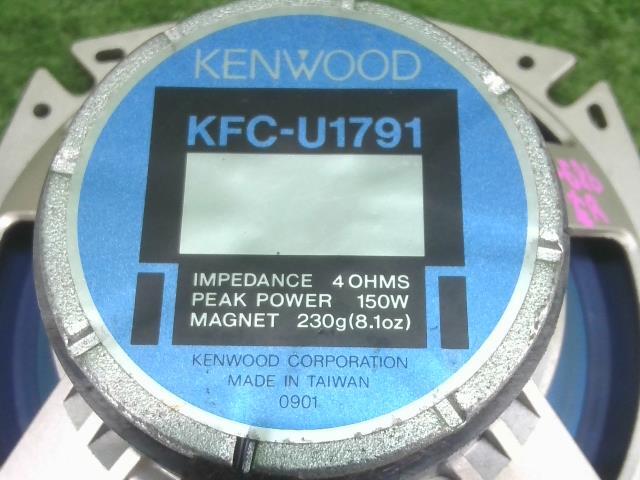 KENWOOD
KFC-U1791
IMPEDANCE 4 OHMS
PEAK POWER 150W
MAGNET 230g(8.1oz)
KENWOOD CORPORATION
MADE IN TAIWAN
0901